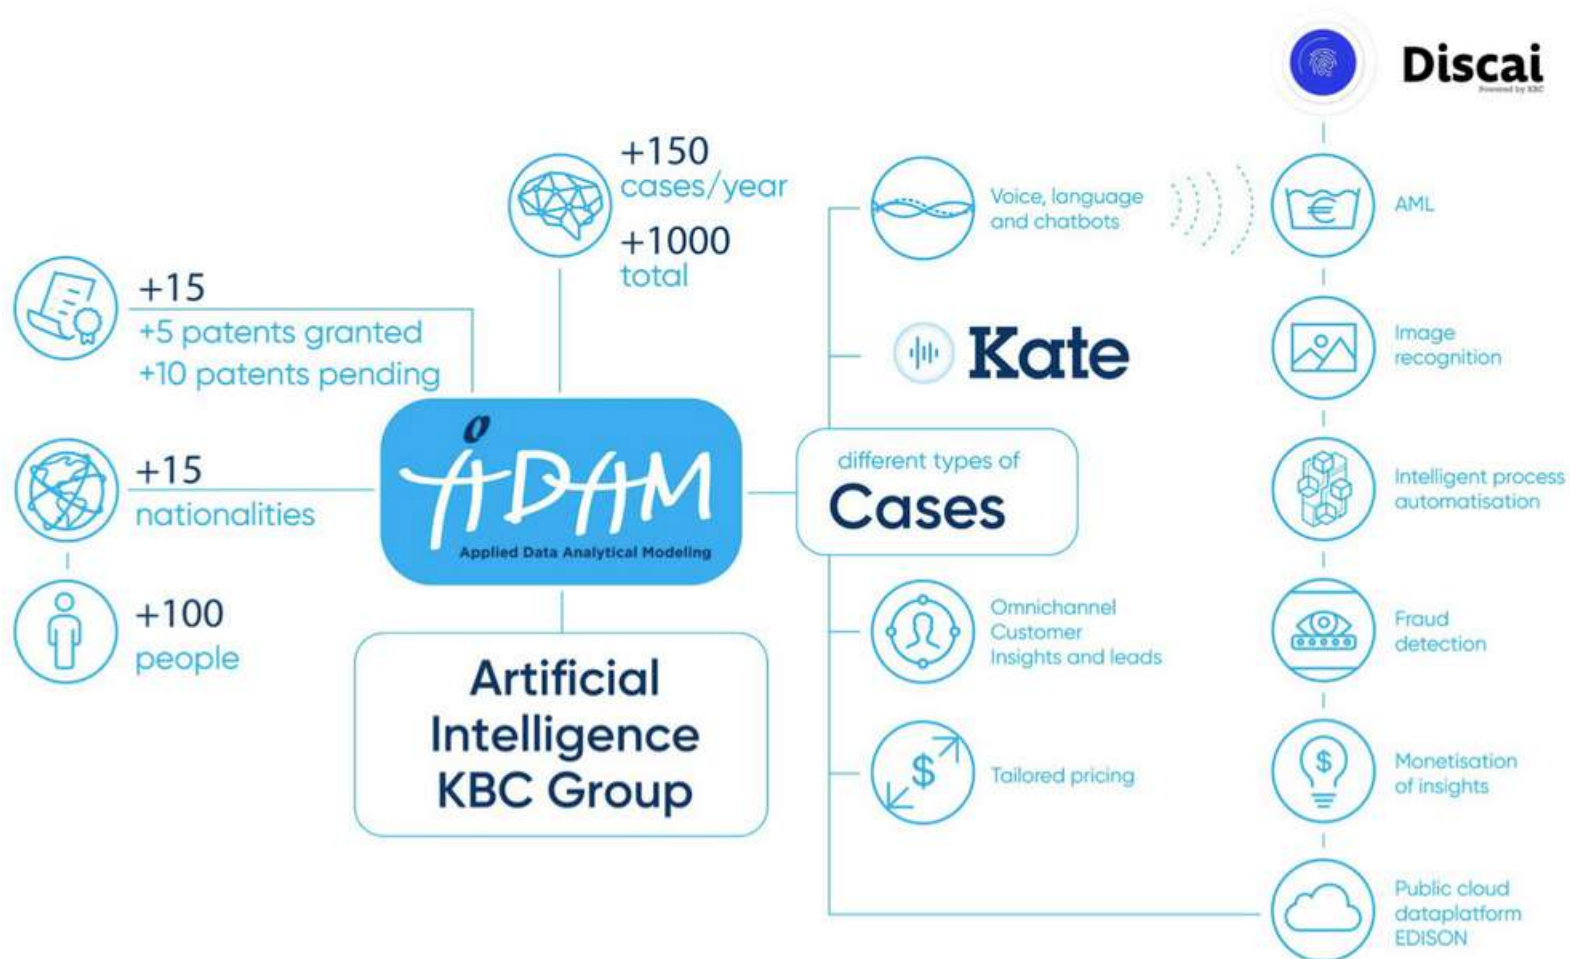 Discai
Powered by KBC
+150
cases/year
+1000
total
+15
+5 patents granted
+10 patents pending
+15
nationalities
+100
people
ADAM
Applied Data Analytical Modeling
Artificial
Intelligence
KBC Group
different types of
Cases
Voice, language
and chatbots
Kate
Omnichannel
Customer
Insights and leads
$
Tailored pricing
€
AML
Image
recognition
Intelligent process
automatisation
Fraud
detection
$
Monetisation
of insights
Public cloud
dataplatform
EDISON